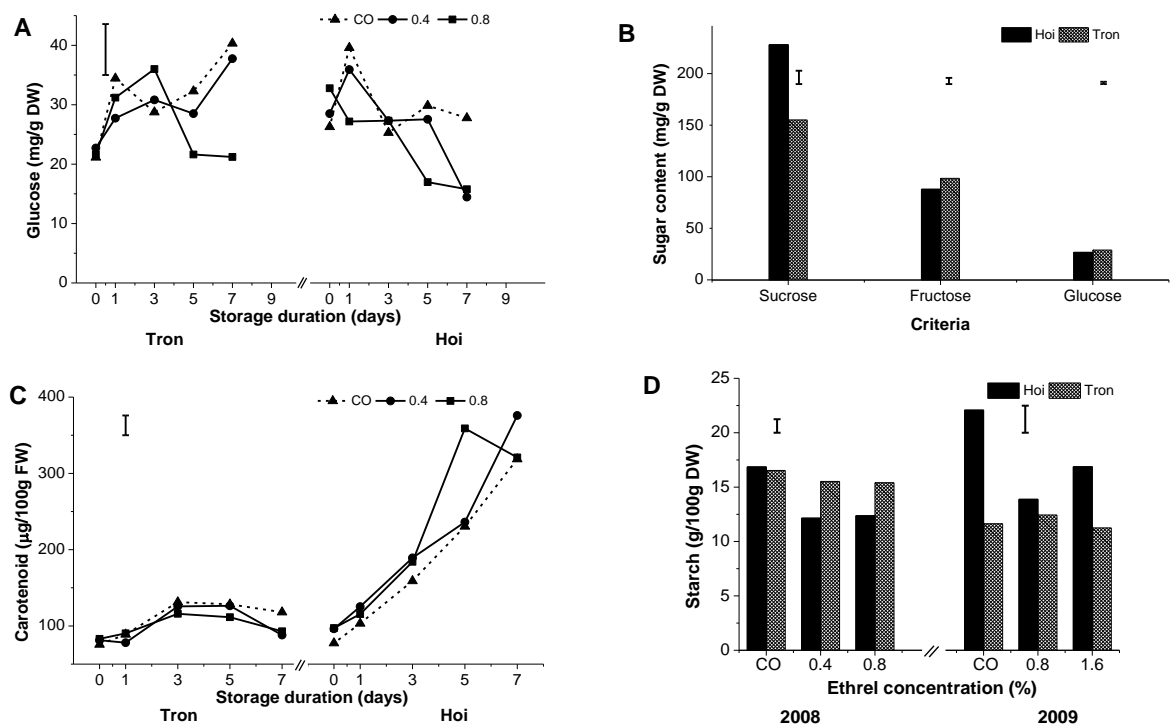 A
CO 0.4 0.8
Glucose (mg/g DW)
40
30
20
10
0
0 1 3 5 7 9 // 0 1 3 5 7 9
Storage duration (days)
Tron Hoi
B
Hoi Tron
Sugar content (mg/g DW)
200
150
100
50
0
Sucrose Fructose Glucose
Criteria
C
CO 0.4 0.8
Carotenoid (µg/100g FW)
400
300
200
100
0 1 3 5 7 // 0 1 3 5 7
Storage duration (days)
Tron Hoi
D
Hoi Tron
Starch (g/100g DW)
25
20
15
10
5
0
CO 0.4 0.8 // CO 0.8 1.6
Ethrel concentration (%)
2008 2009